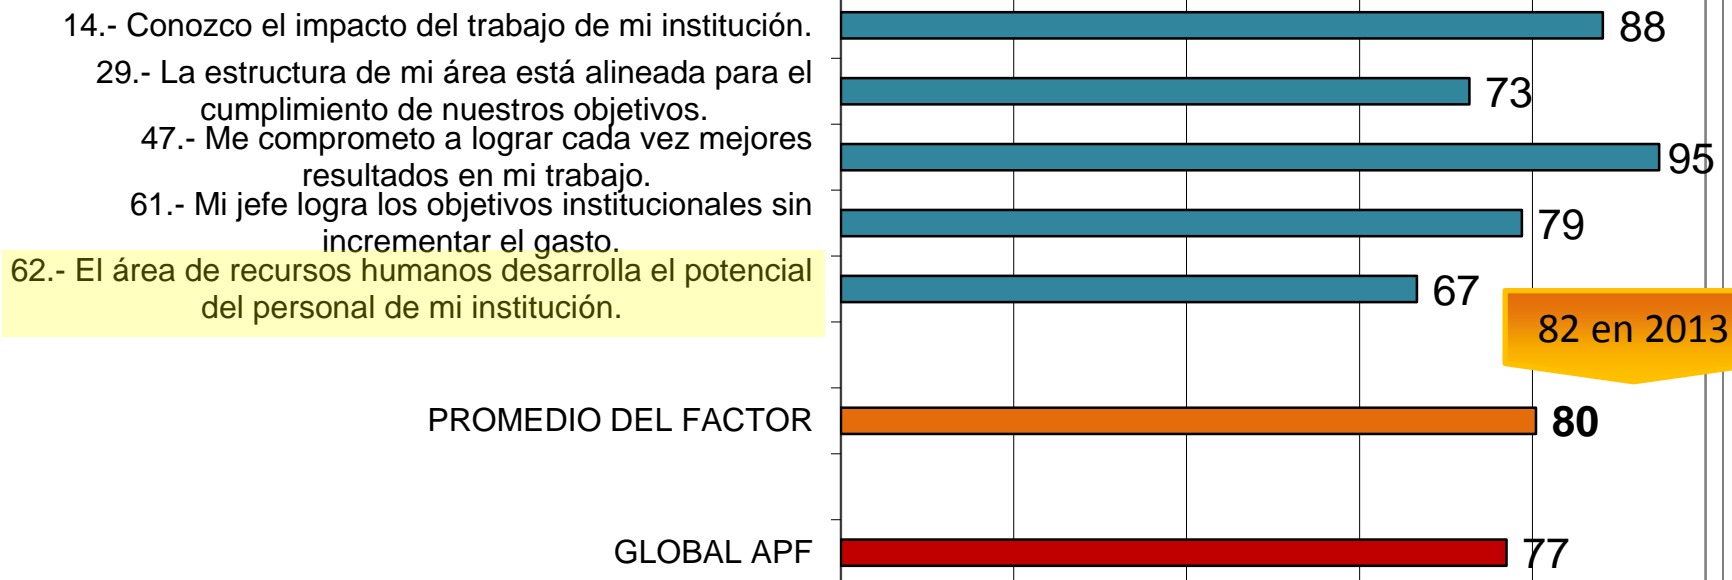 14.- Conozco el impacto del trabajo de mi institución.
88
29.- La estructura de mi área está alineada para el
cumplimiento de nuestros objetivos.
73
47.- Me comprometo a lograr cada vez mejores
resultados en mi trabajo.
95
61.- Mi jefe logra los objetivos institucionales sin
incrementar el gasto.
79
62.- El área de recursos humanos desarrolla el potencial
del personal de mi institución.
67
82 en 2013
PROMEDIO DEL FACTOR
80
GLOBAL APF
77